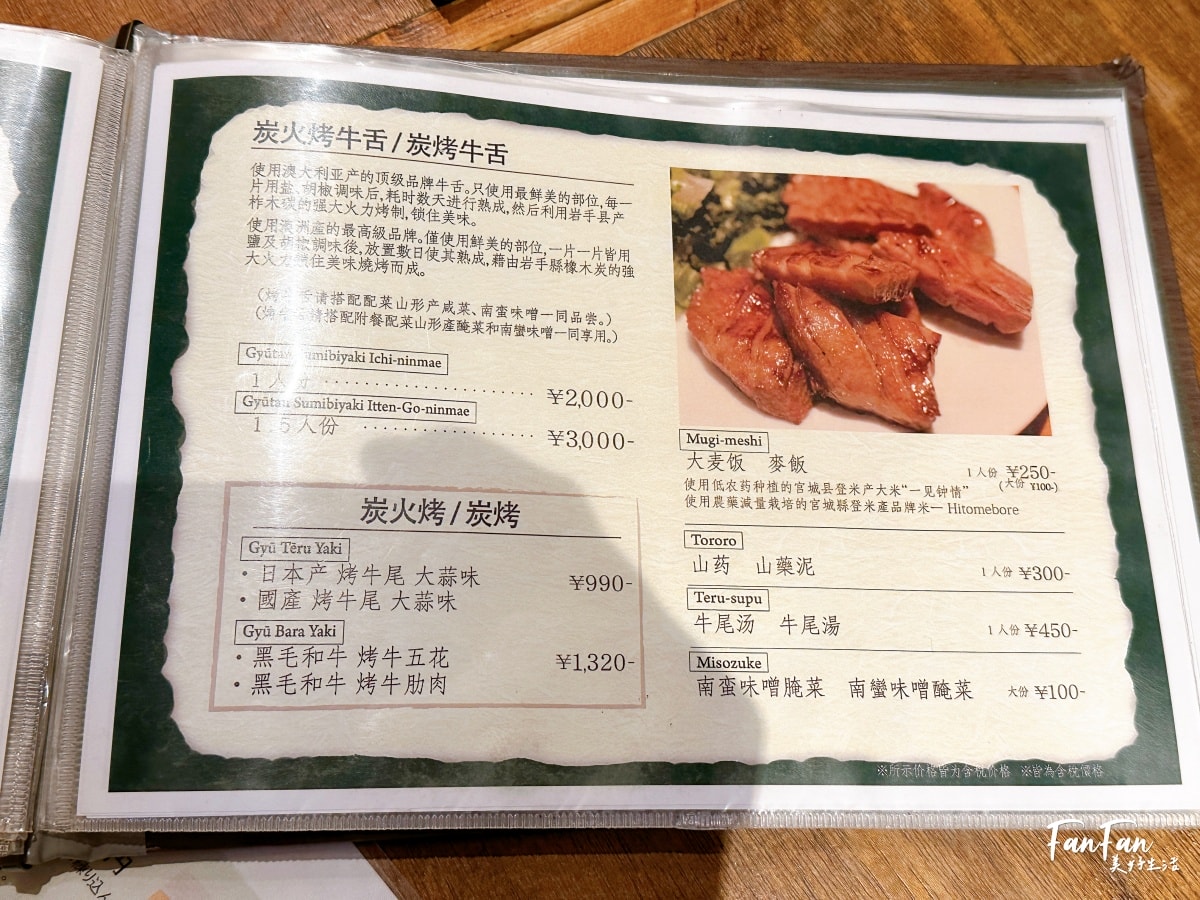 炭火烤牛舌/炭烤牛舌
使用澳大利亚产的顶级品牌牛舌。只使用最鲜美的部位,每一
片用盐、胡椒调味后,耗时数天进行熟成,然后利用岩手县产
柞木碳的强大火力烤制,锁住美味。
使用澳洲產的最高級品牌。僅使用鮮美的部位,一片一片皆用
鹽及胡椒調味後,放置數日使其熟成,藉由岩手縣橡木炭的強
大火力 住美味燒烤而成。
(烤 舌请搭配配菜山形产咸菜、南蛮味噌一同品尝。)
( 請搭配附餐配菜山形產醃菜和南蠻味噌一同享用。)
Gyūtan Sumibiyaki Ichi-ninmae
1人份 ¥2,000-
Gyūtan Sumibiyaki Itten-Go-ninmae
1.5人份 ¥3,000-
炭火烤/炭烤
Gyū Tēru Yaki
・日本产 烤牛尾 大蒜味 ¥990-
・國產 烤牛尾 大蒜味
Gyū Bara Yaki
・黑毛和牛 烤牛五花 ¥1,320-
・黑毛和牛 烤牛肋肉
Mugi-meshi
大麦饭 麥飯 1人份 ¥250-
(大份 ¥100-)
使用低农药种植的宫城县登米产大米“一见钟情”
使用農藥減量栽培的宮城縣登米產品牌米一 Hitomebore
Tororo
山药 山藥泥 1人份 ¥300-
Teru-supu
牛尾汤 牛尾湯 1人份 ¥450-
Misozuke
南蛮味噌腌菜 南蠻味噌醃菜 大份 ¥100-
※所示价格皆为含税价格 ※皆為含稅價格
FanFan
美好生活